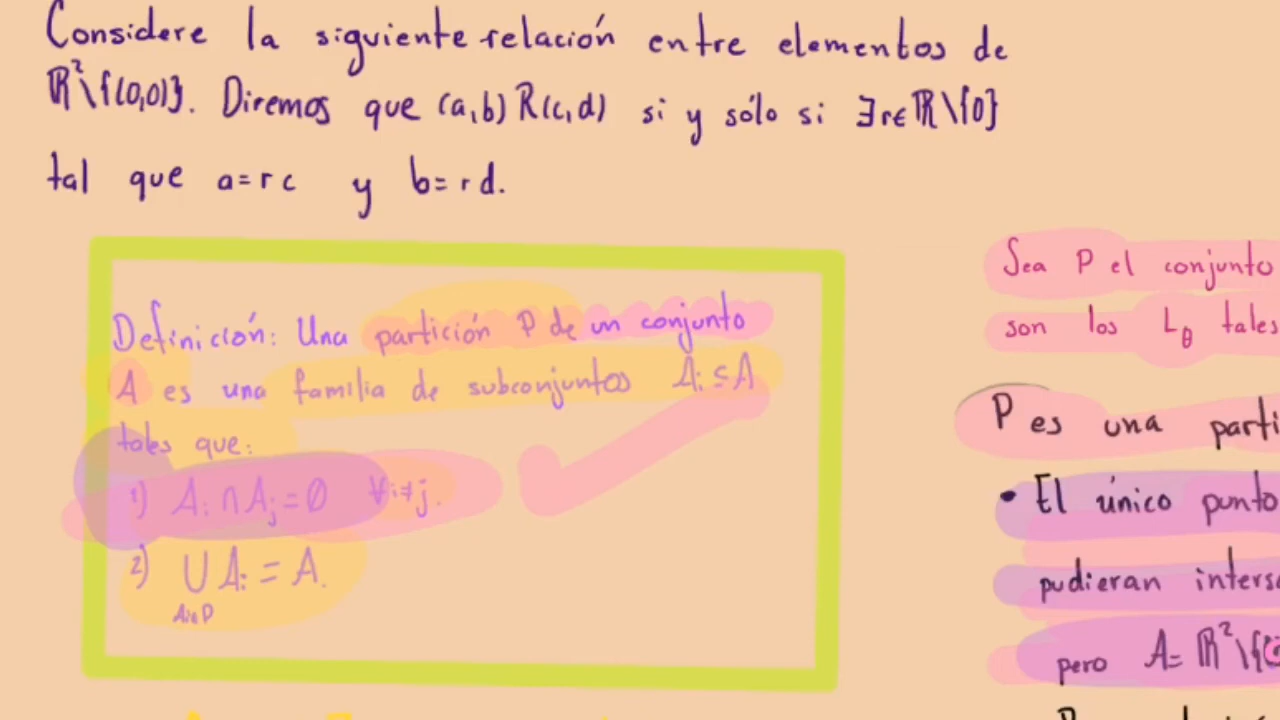 Considere la siguiente relación entre elementos de
ℝ²\{(0,0)}. Diremos que (a,b)R(c,d) si y sólo si ∃r∈ℝ\{0}
tal que a=rc y b=rd.
Definición: Una partición P de un conjunto
A es una familia de subconjuntos Aᵢ⊆A
tales que:
1) Aᵢ∩Aⱼ=∅ ∀i≠j.
2) ∪Aᵢ=A.
Aᵢ∈P
Sea P el conjunto
son los L_θ tales
P es una parti
• El único punto
pudieran interse
pero A=ℝ²\{(